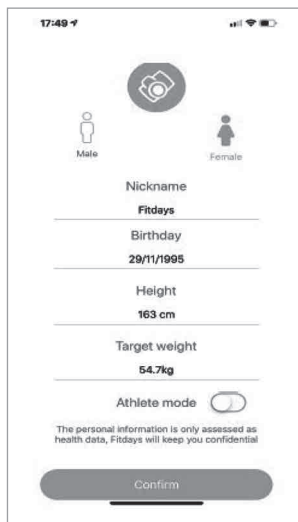 17:49
Male
Female
Nickname
Fitdays
Birthday
29/11/1995
Height
163 cm
Target weight
54.7kg
Athlete mode
The personal information is only assessed as
health data, Fitdays will keep you confidential
Confirm